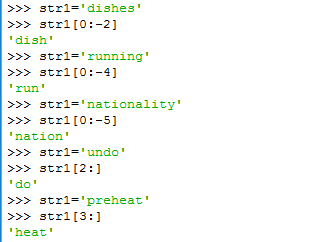 >>> str1='dishes'
>>> str1[0:-2]
'dish'
>>> str1='running'
>>> str1[0:-4]
'run'
>>> str1='nationality'
>>> str1[0:-5]
'nation'
>>> str1='undo'
>>> str1[2:]
'do'
>>> str1='preheat'
>>> str1[3:]
'heat'